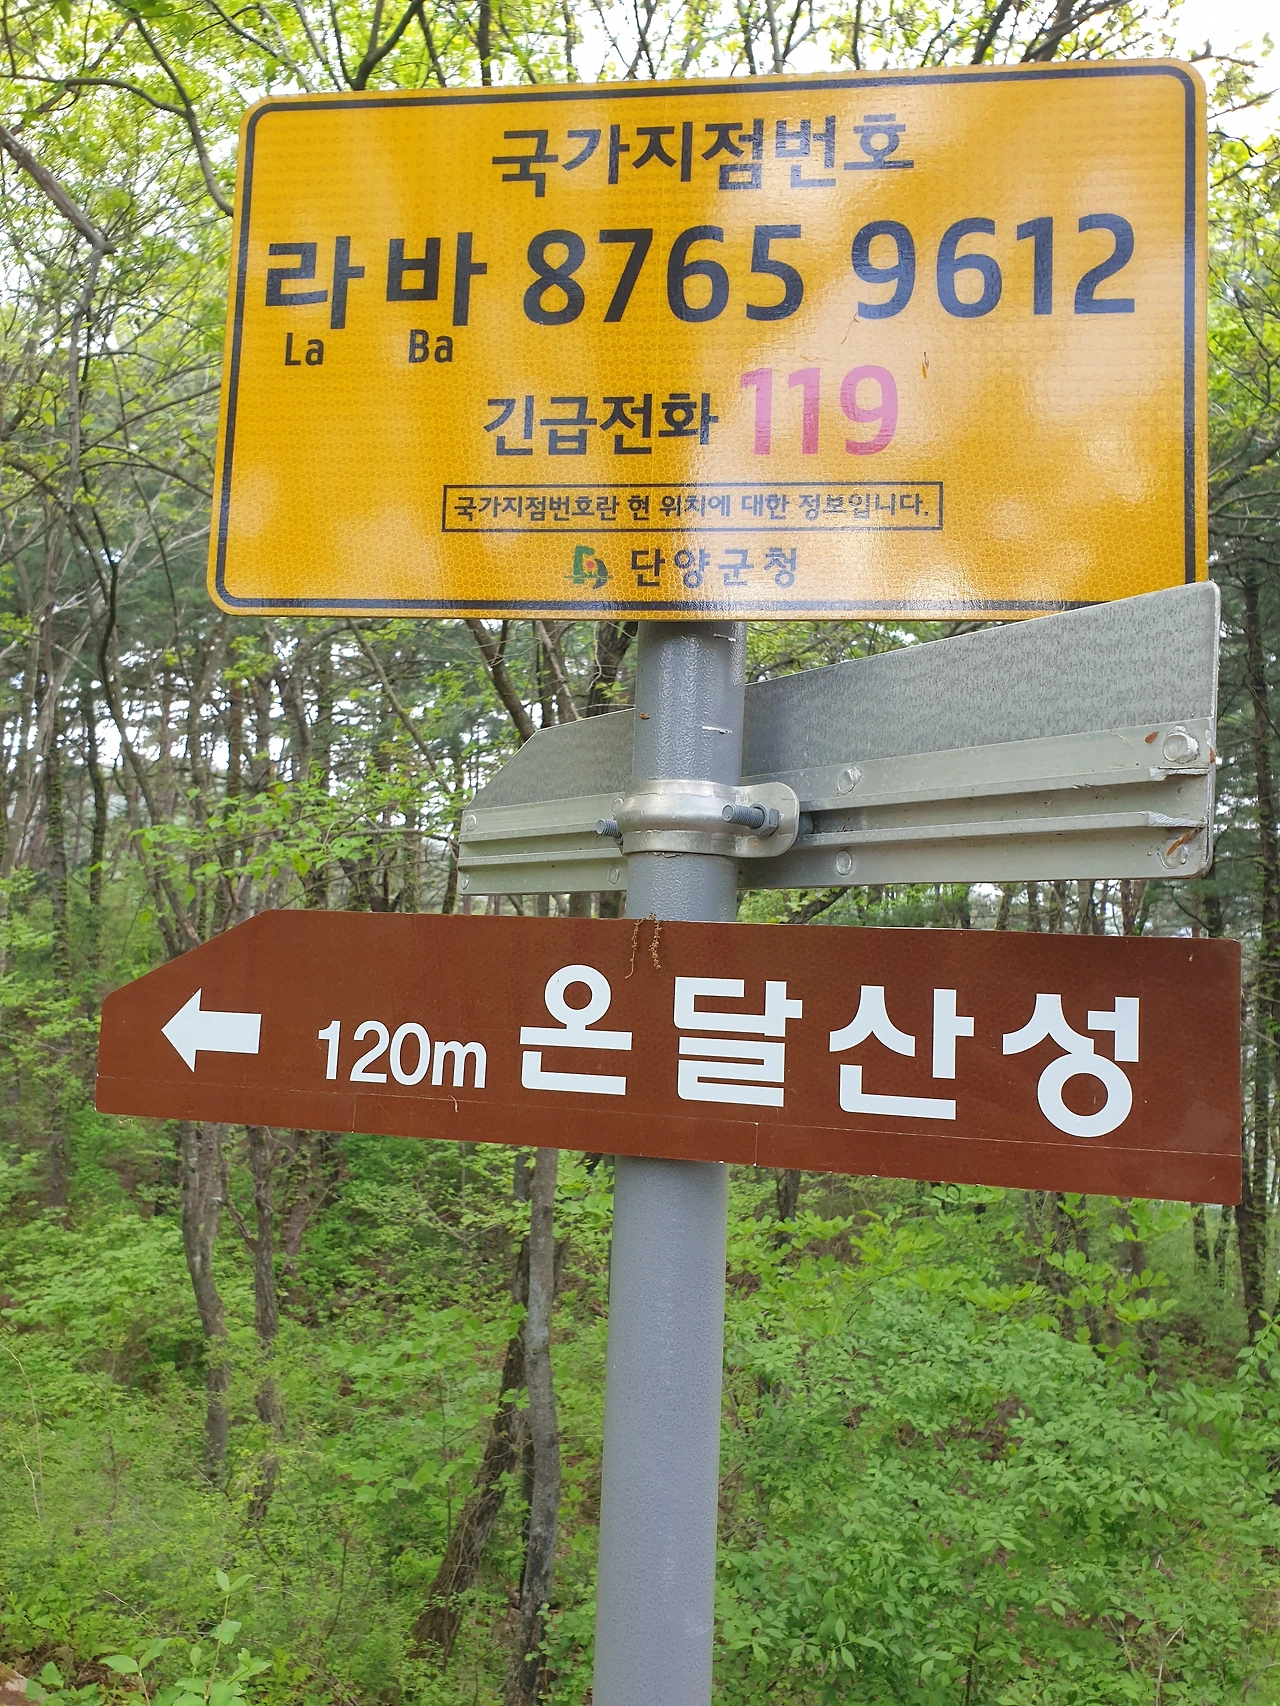 국가지점번호
라 바 8765 9612
La Ba
긴급전화 119
국가지점번호란 현 위치에 대한 정보입니다.
단양군청
120m 온달산성